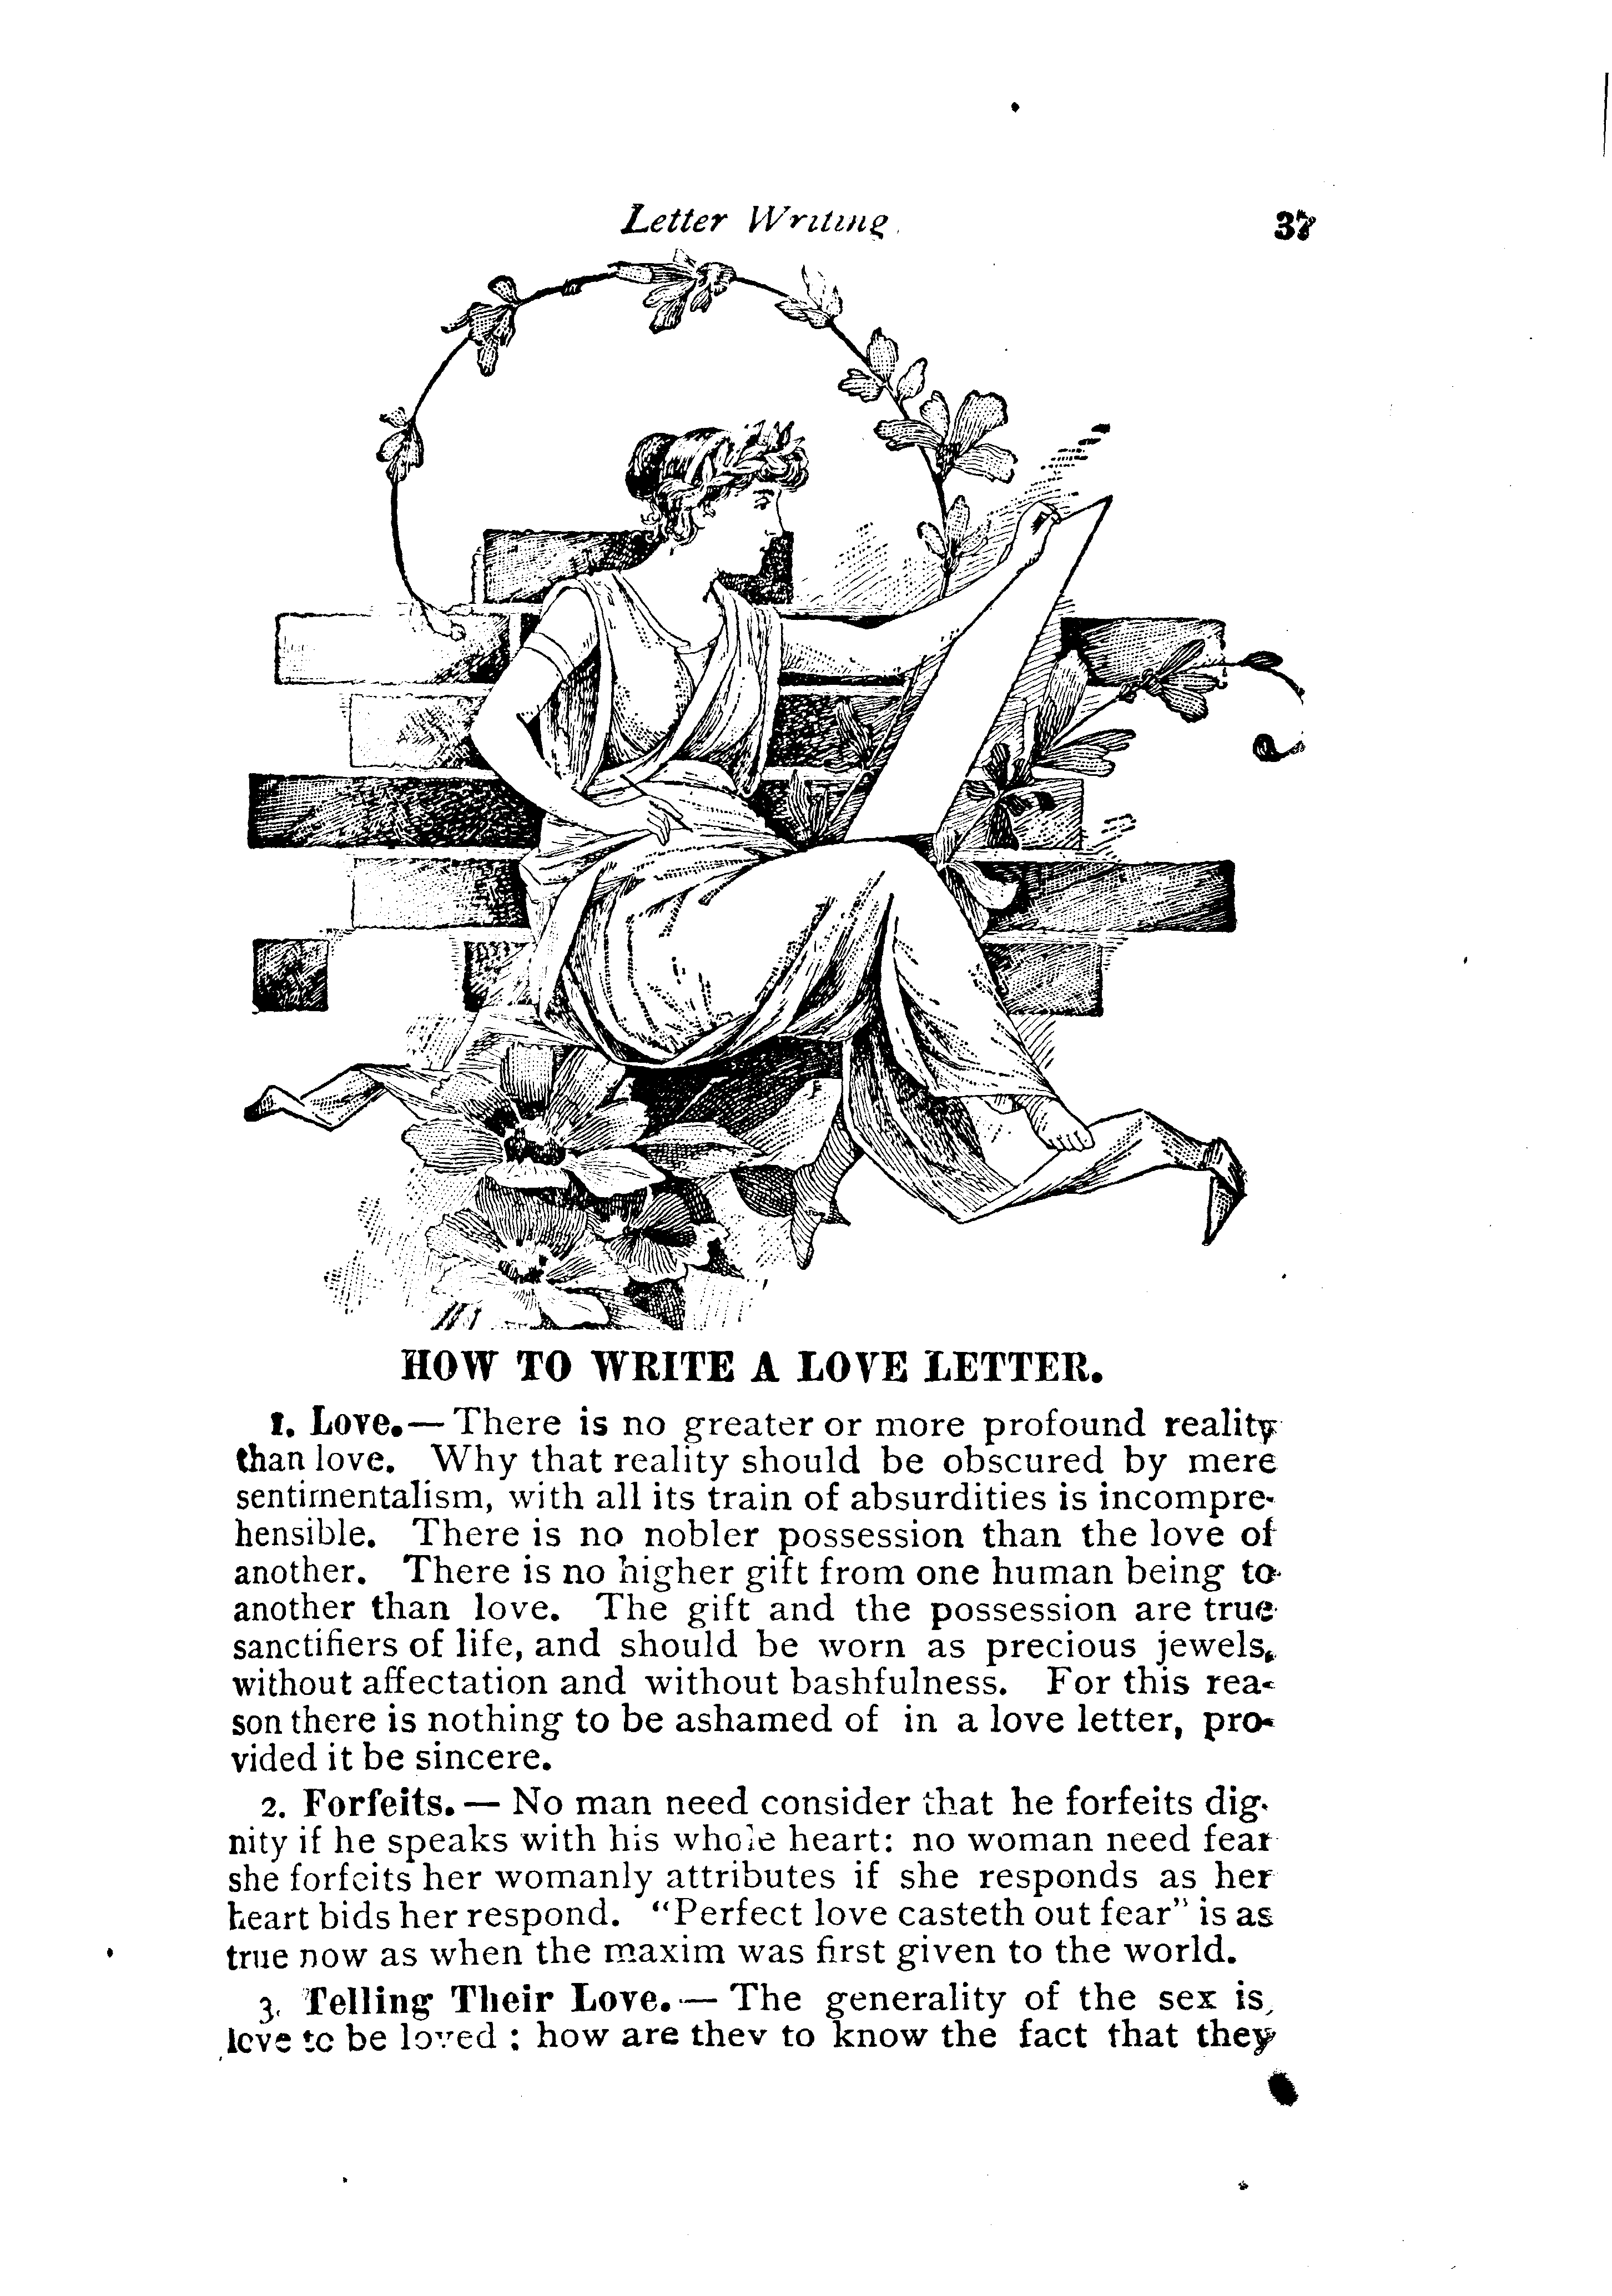 Letter Writing
37
HOW TO WRITE A LOVE LETTER.
1. Love.— There is no greater or more profound reality
than love. Why that reality should be obscured by mere
sentimentalism, with all its train of absurdities is incompre-
hensible. There is no nobler possession than the love of
another. There is no higher gift from one human being to
another than love. The gift and the possession are true
sanctifiers of life, and should be worn as precious jewels,
without affectation and without bashfulness. For this rea-
son there is nothing to be ashamed of in a love letter, pro-
vided it be sincere.
2. Forfeits. — No man need consider that he forfeits dig-
nity if he speaks with his whole heart: no woman need fear
she forfeits her womanly attributes if she responds as her
heart bids her respond. “Perfect love casteth out fear” is as
true now as when the maxim was first given to the world.
3. Telling Their Love. — The generality of the sex is,
love to be loved ; how are they to know the fact that they